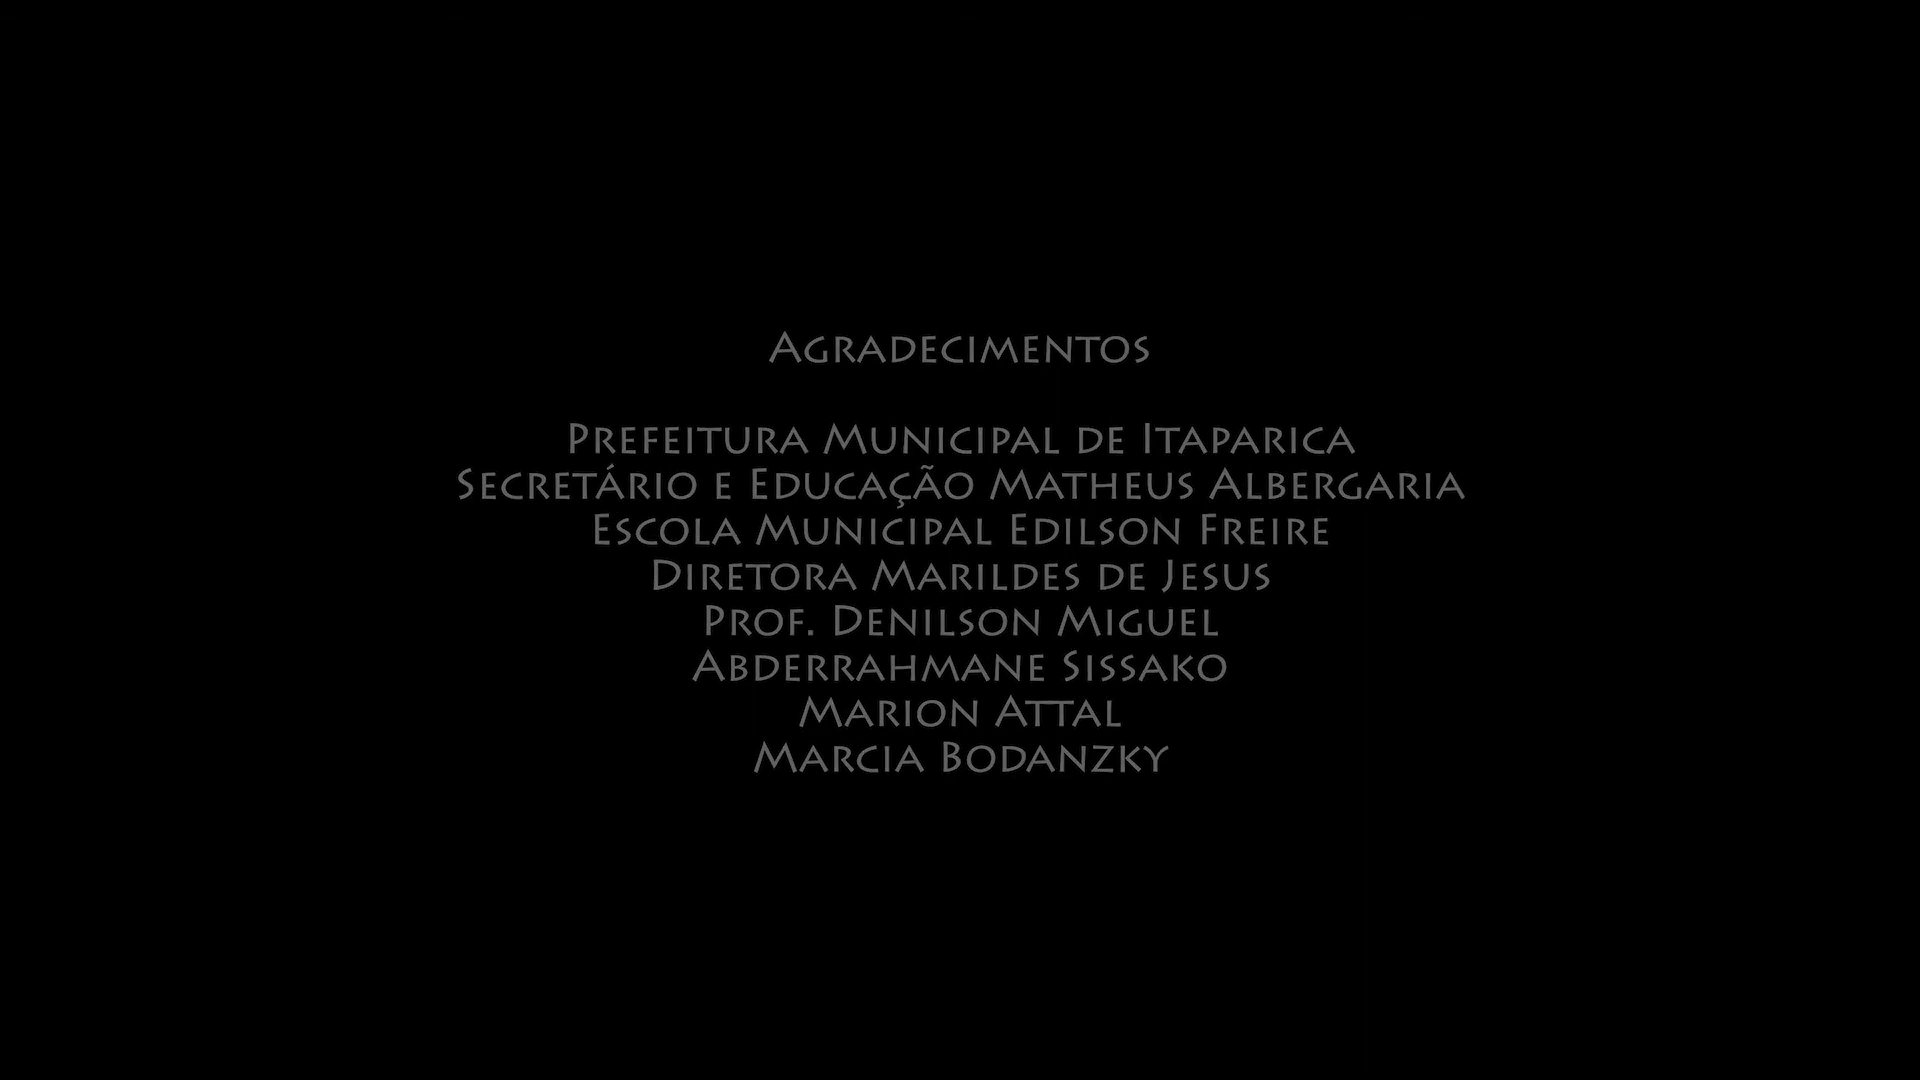 Agradecimentos
Prefeitura Municipal de Itaparica
Secretário e Educação Matheus Albergaria
Escola Municipal Edilson Freire
Diretora Marildes de Jesus
Prof. Denilson Miguel
Abderrahmane Sissako
Marion Attal
Marcia Bodanzky